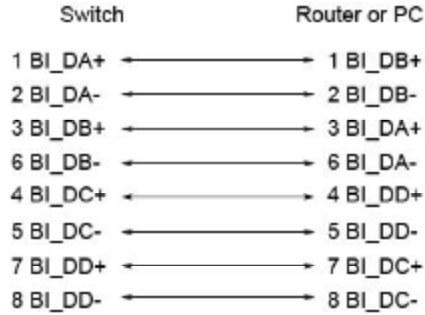 Switch Router or PC
1 BI_DA+ 1 BI_DB+
2 BI_DA- 2 BI_DB-
3 BI_DB+ 3 BI_DA+
6 BI_DB- 6 BI_DA-
4 BI_DC+ 4 BI_DD+
5 BI_DC- 5 BI_DD-
7 BI_DD+ 7 BI_DC+
8 BI_DD- 8 BI_DC-